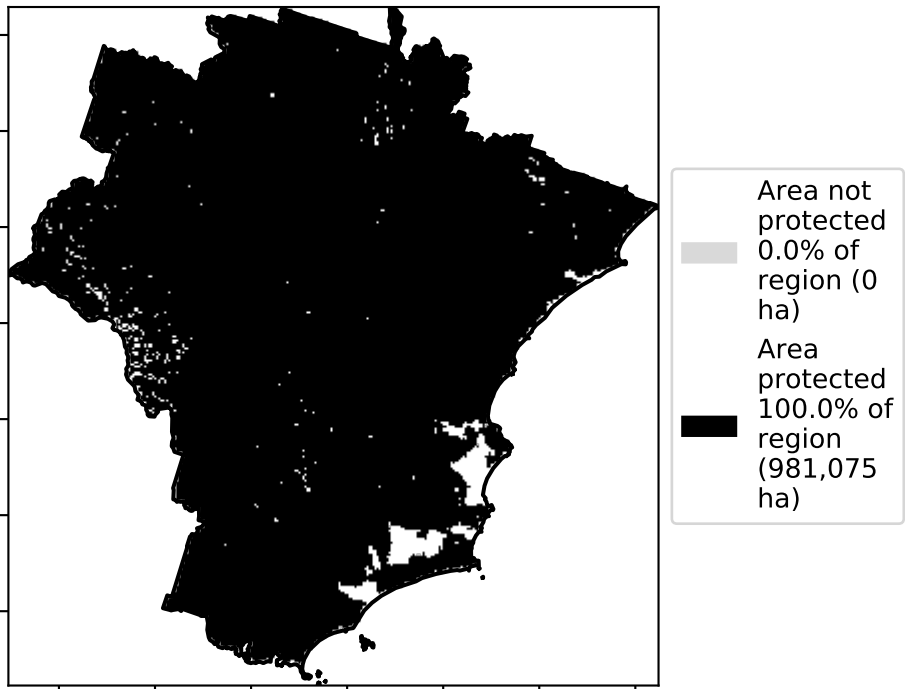 Area not
protected
0.0% of
region (0
ha)
Area
protected
100.0% of
region
(981,075
ha)